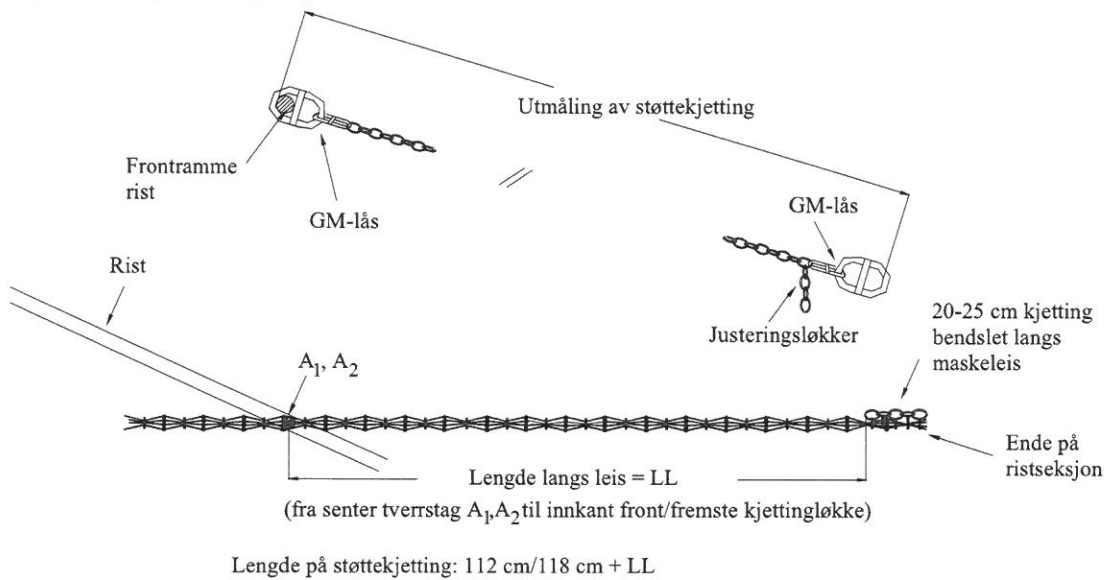 Utmåling av støttekjetting
Frontramme
rist
GM-lås
GM-lås
Rist
Justeringsløkker
20-25 cm kjetting
bendslet langs
maskeleis
A₁, A₂
Ende på
ristseksjon
Lengde langs leis = LL
(fra senter tverrstag A₁,A₂ til innkant front/fremste kjettingløkke)
Lengde på støttekjetting: 112 cm/118 cm + LL